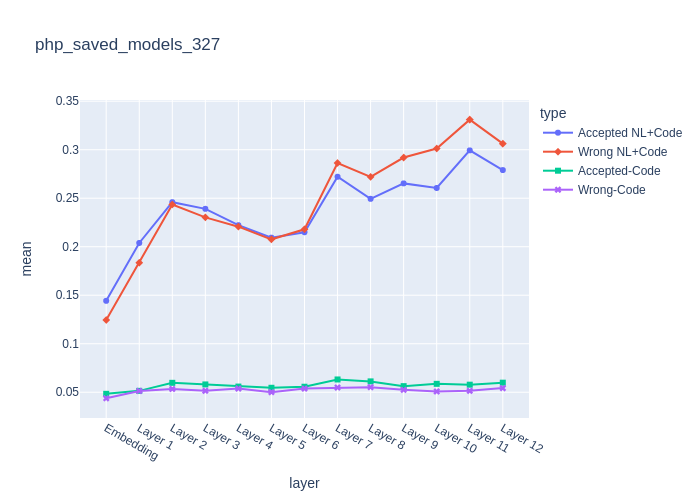 php_saved_models_327
type
Accepted NL+Code
Wrong NL+Code
Accepted-Code
Wrong-Code
mean
0.35
0.3
0.25
0.2
0.15
0.1
0.05
Embedding
Layer 1
Layer 2
Layer 3
Layer 4
Layer 5
Layer 6
Layer 7
Layer 8
Layer 9
Layer 10
Layer 11
Layer 12
layer